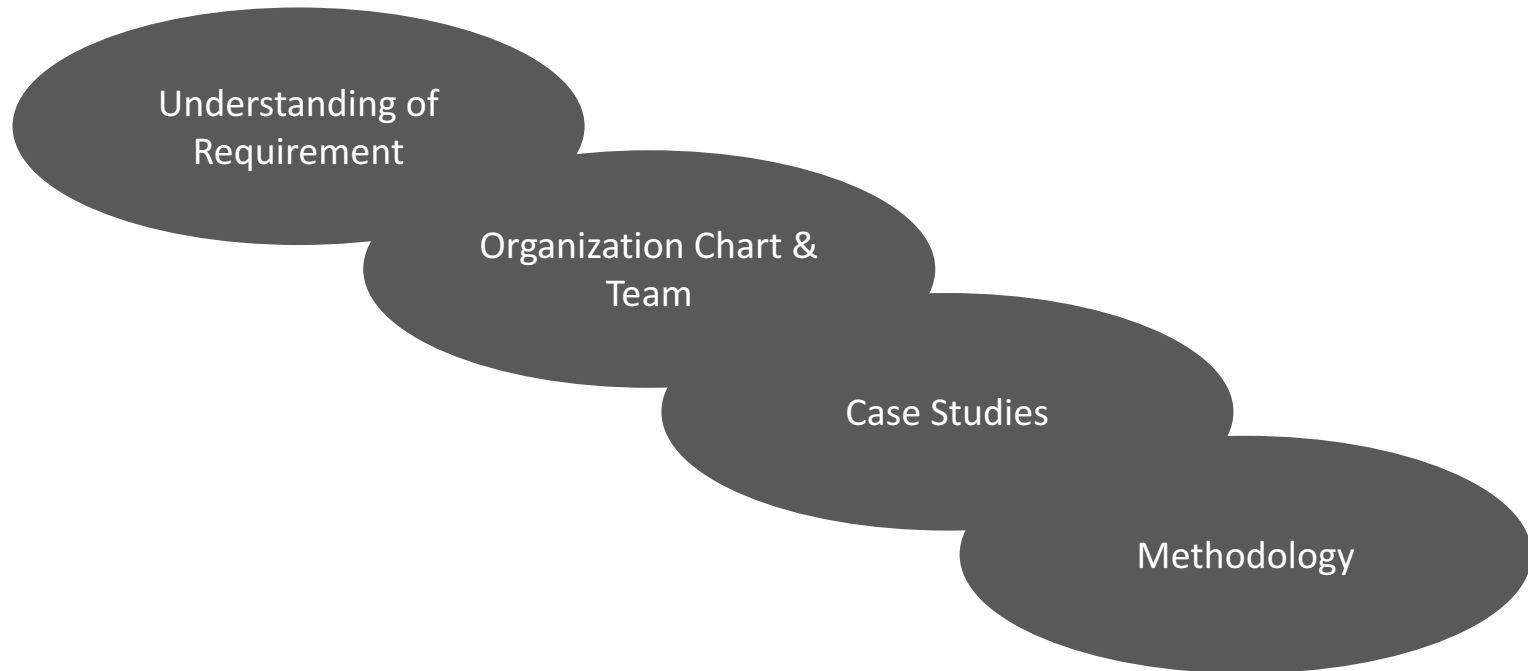 Understanding of
Requirement
Organization Chart &
Team
Case Studies
Methodology